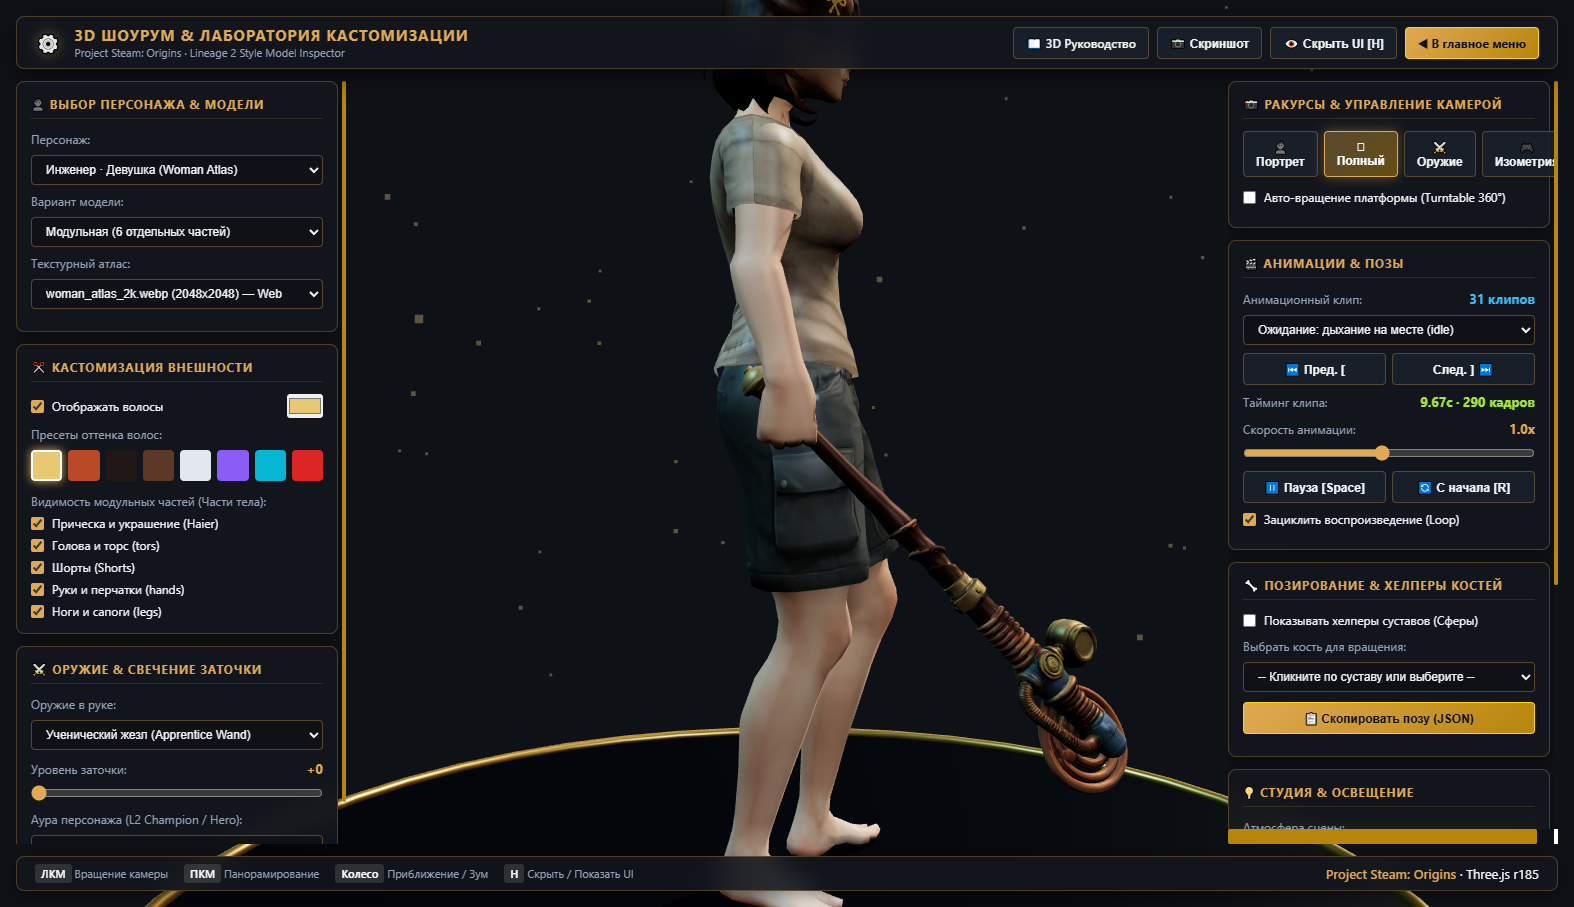 3D ШОУРУМ & ЛАБОРАТОРИЯ КАСТОМИЗАЦИИ
Project Steam: Origins · Lineage 2 Style Model Inspector
3D Руководство
Скриншот
Скрыть UI [H]
◀ В главное меню
ВЫБОР ПЕРСОНАЖА & МОДЕЛИ
Персонаж:
Инженер - Девушка (Woman Atlas)
Вариант модели:
Модульная (6 отдельных частей)
Текстурный атлас:
woman_atlas_2k.webp (2048x2048) — Web
КАСТОМИЗАЦИЯ ВНЕШНОСТИ
Отображать волосы
Пресеты оттенка волос:
Видимость модульных частей (Части тела):
Прическа и украшение (Haier)
Голова и торс (tors)
Шорты (Shorts)
Руки и перчатки (hands)
Ноги и сапоги (legs)
ОРУЖИЕ & СВЕЧЕНИЕ ЗАТОЧКИ
Оружие в руке:
Ученический жезл (Apprentice Wand)
Уровень заточки: +0
Аура персонажа (L2 Champion / Hero):
РАКУРСЫ & УПРАВЛЕНИЕ КАМЕРОЙ
Портрет
Полный
Оружие
Изометрия
Авто-вращение платформы (Turntable 360°)
АНИМАЦИИ & ПОЗЫ
Анимационный клип: 31 клипов
Ожидание: дыхание на месте (idle)
Пред. [
След. ]
Тайминг клипа: 9.67с · 290 кадров
Скорость анимации: 1.0x
Пауза [Space]
С начала [R]
Зациклить воспроизведение (Loop)
ПОЗИРОВАНИЕ & ХЕЛПЕРЫ КОСТЕЙ
Показывать хелперы суставов (Сферы)
Выбрать кость для вращения:
-- Кликните по суставу или выберите --
Скопировать позу (JSON)
СТУДИЯ & ОСВЕЩЕНИЕ
Атмосфера сцены:
ЛКМ Вращение камеры ПКМ Панорамирование Колесо Приближение / Зум H Скрыть / Показать UI
Project Steam: Origins · Three.js r185